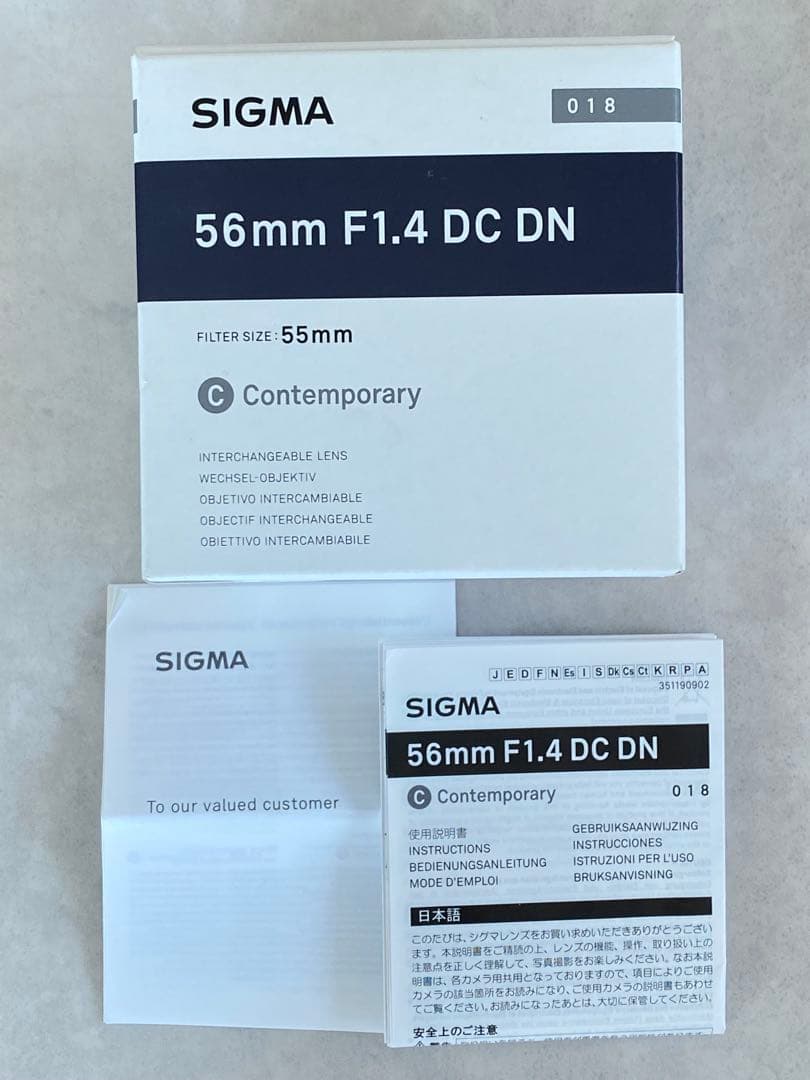 SIGMA
018
56mm F1.4 DC DN
FILTER SIZE: 55mm
C Contemporary
INTERCHANGEABLE LENS
WECHSEL-OBJEKTIV
OBJETIVO INTERCAMBIABLE
OBJECTIF INTERCHANGEABLE
OBIETTIVO INTERCAMBIABILE
SIGMA
To our valued customer
J E D F N Es I S Dk Cs Ct K R P A
351190902
SIGMA
56mm F1.4 DC DN
C Contemporary
018
使用説明書
INSTRUCTIONS
BEDIENUNGSANLEITUNG
MODE D'EMPLOI
GEBRUIKSAANWIJZING
INSTRUCCIONES
ISTRUZIONI PER L'USO
BRUKSANVISNING
日本語
このたびは、シグマレンズをお買い求めいただきありがとうござい
ます。本説明書をご精読の上、レンズの機能、操作、取り扱い上の
注意点を正しく理解して、写真撮影をお楽しみください。なお本説
明書は、各カメラ用共用となっておりますので、項目によりご使用
カメラの該当箇所をお読みになり、ご使用カメラの説明書もあわせ
てご覧ください。お読みになったあとは、大切に保管してください。
安全上のご注意